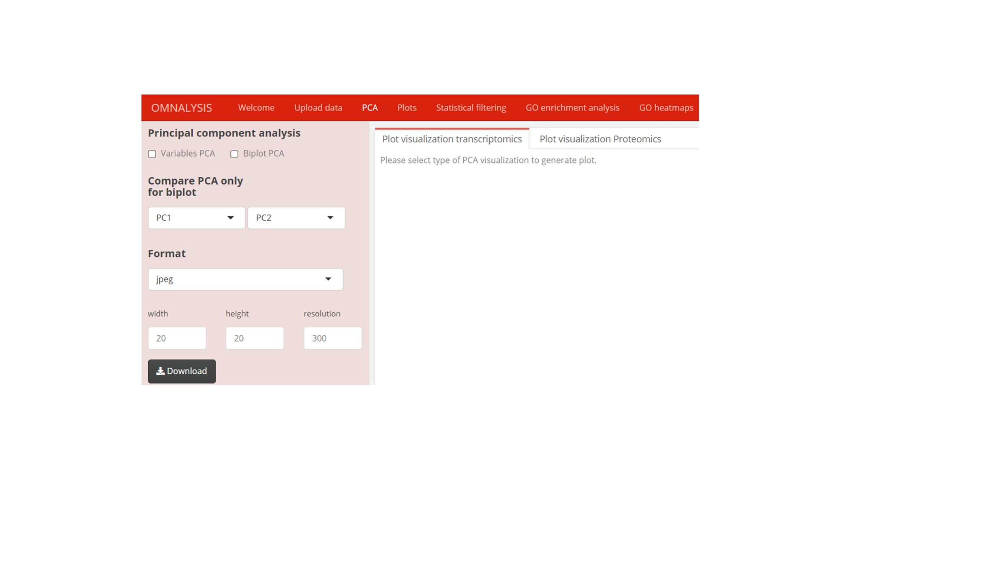 OMNALYSIS Welcome Upload data PCA Plots Statistical filtering GO enrichment analysis GO heatmaps
Principal component analysis
Variables PCA Biplot PCA
Compare PCA only
for biplot
PC1 PC2
Format
jpeg
width height resolution
20 20 300
Download
Plot visualization transcriptomics Plot visualization Proteomics
Please select type of PCA visualization to generate plot.